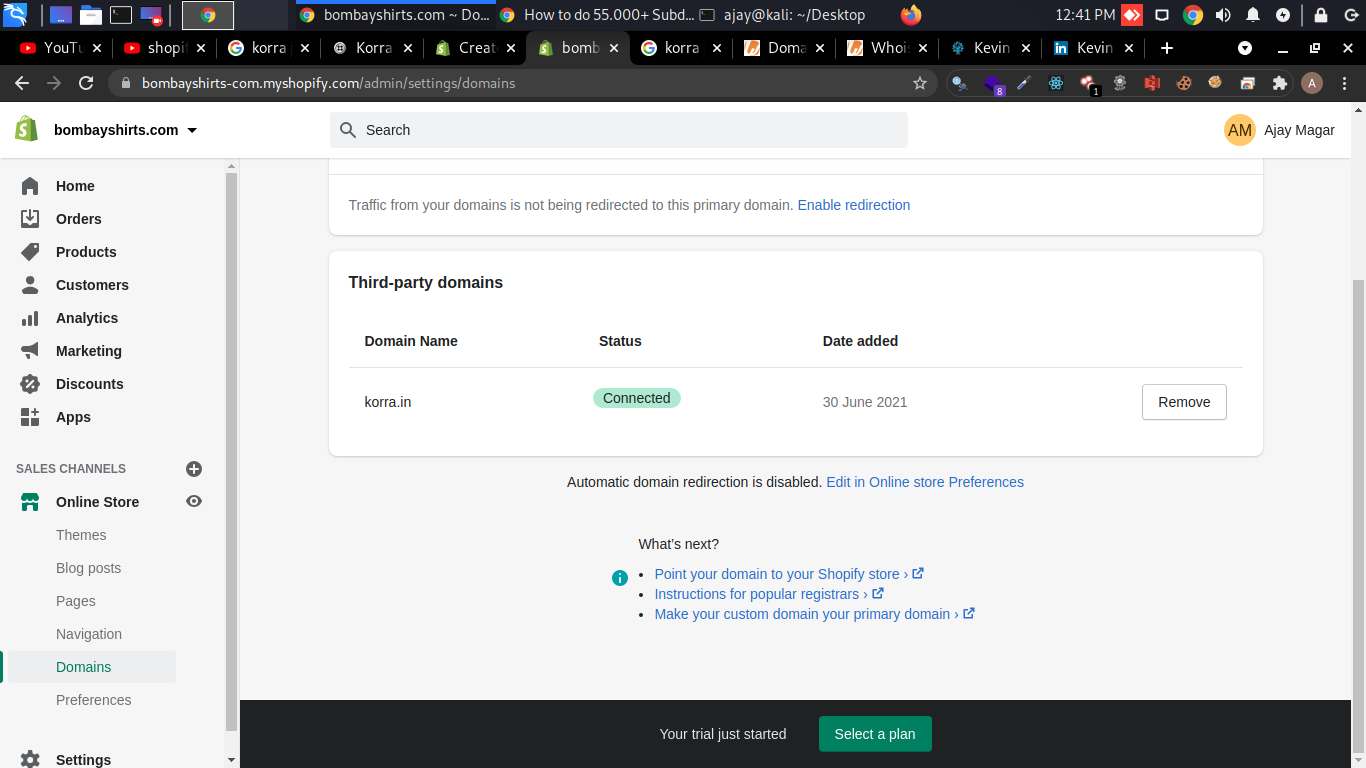 bombayshirts.com ~ Do...
How to do 55.000+ Subd...
ajay@kali: ~/Desktop
12:41 PM
YouTu
shopif
korra j
Korra
Creat
bomb
korra
Doma
Whois
Kevin
Kevin
bombayshirts-com.myshopify.com/admin/settings/domains
8
1
A
bombayshirts.com
Search
AM
Ajay Magar
Home
Orders
Products
Customers
Analytics
Marketing
Discounts
Apps
SALES CHANNELS
Online Store
Themes
Blog posts
Pages
Navigation
Domains
Preferences
Settings
Traffic from your domains is not being redirected to this primary domain. Enable redirection
Third-party domains
Domain Name Status Date added
korra.in Connected 30 June 2021 Remove
Automatic domain redirection is disabled. Edit in Online store Preferences
What's next?
Point your domain to your Shopify store ›
Instructions for popular registrars ›
Make your custom domain your primary domain ›
Your trial just started Select a plan